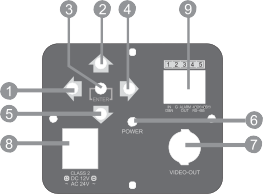 3 2 4 9
1 2 3 4 5
1
ENTER
5
POWER
6
8
7
CLASS 2
DC 12V
~ AC 24V ~
VIDEO-OUT